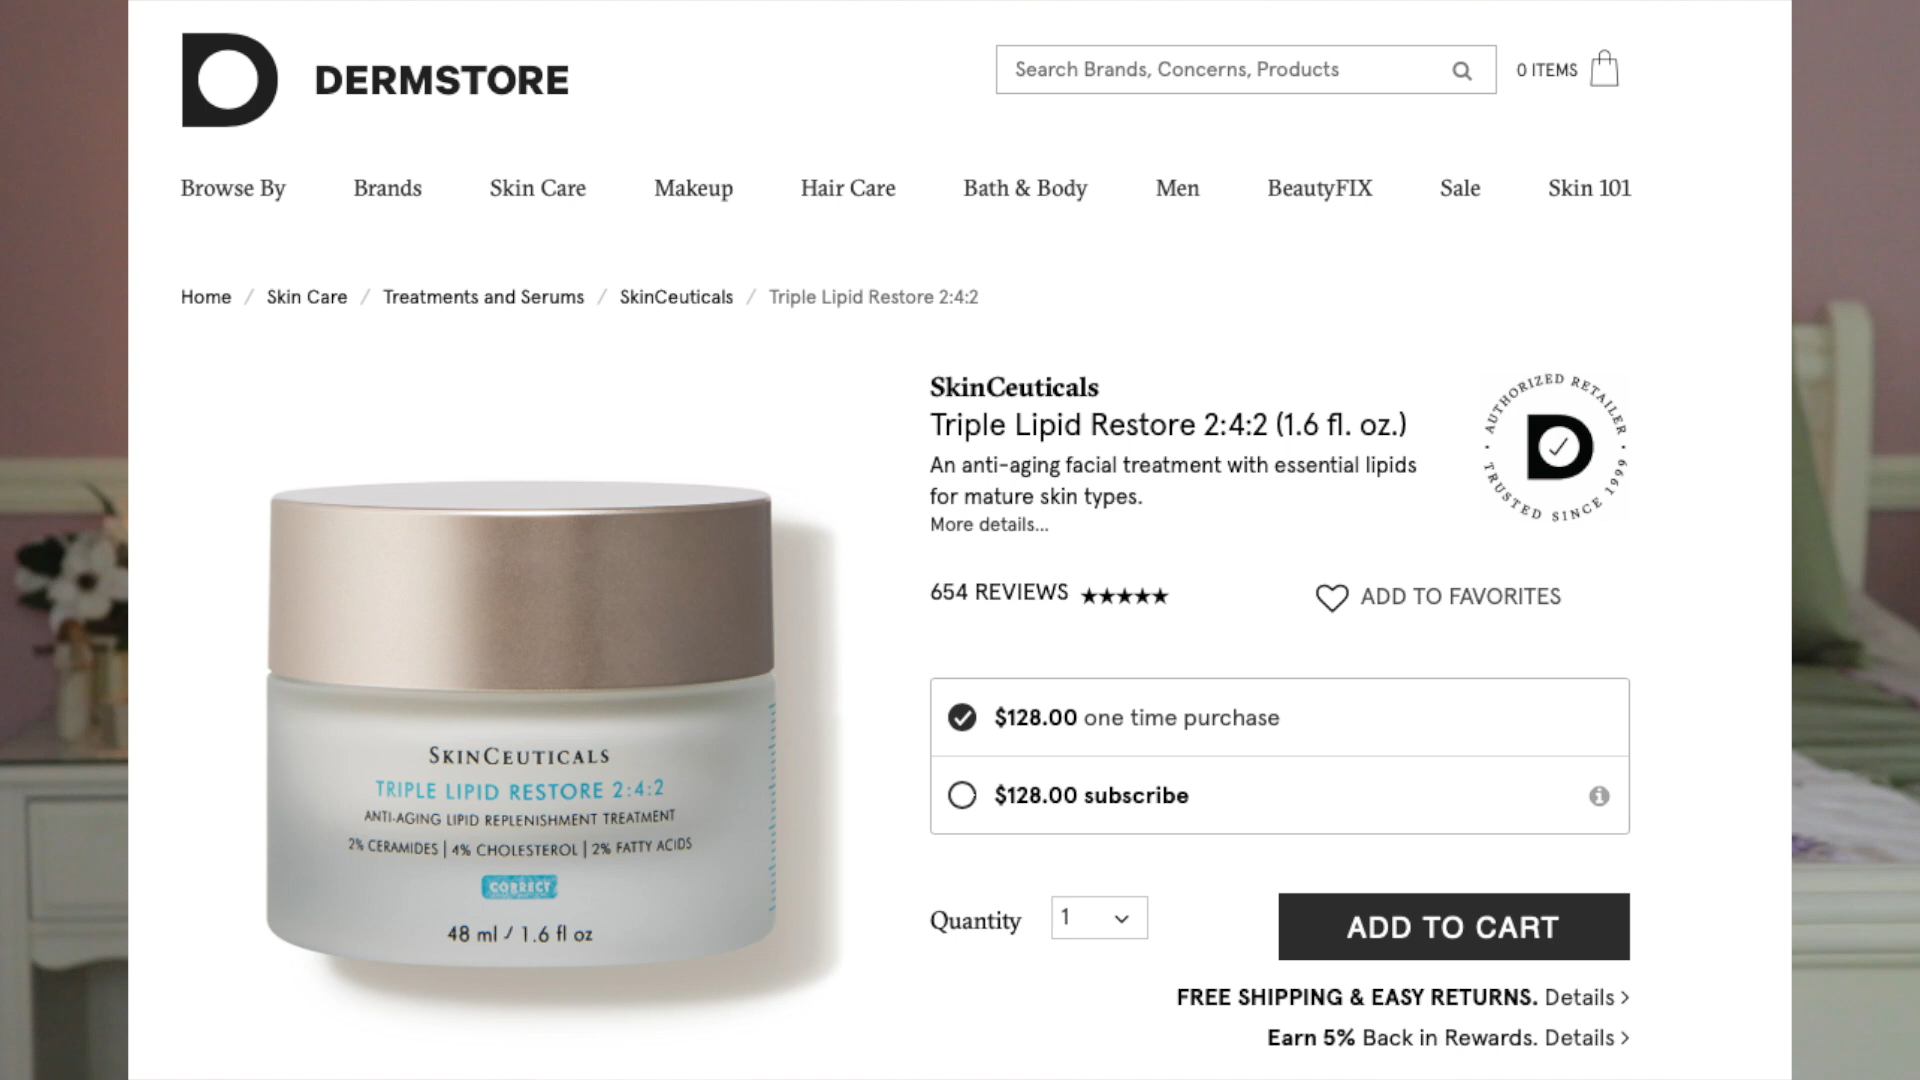 DERMSTORE
Search Brands, Concerns, Products
0 ITEMS
Browse By
Brands
Skin Care
Makeup
Hair Care
Bath & Body
Men
BeautyFIX
Sale
Skin 101
Home / Skin Care / Treatments and Serums / SkinCeuticals / Triple Lipid Restore 2:4:2
SkinCeuticals
Triple Lipid Restore 2:4:2 (1.6 fl. oz.)
An anti-aging facial treatment with essential lipids
for mature skin types.
More details...
AUTHORIZED RETAILER • TRUSTED SINCE 1999 •
654 REVIEWS ★★★★★
ADD TO FAVORITES
$128.00 one time purchase
$128.00 subscribe
Quantity
1
ADD TO CART
FREE SHIPPING & EASY RETURNS. Details >
Earn 5% Back in Rewards. Details >
SKINCEUTICALS
TRIPLE LIPID RESTORE 2:4:2
ANTI-AGING LIPID REPLENISHMENT TREATMENT
2% CERAMIDES | 4% CHOLESTEROL | 2% FATTY ACIDS
CORRECT
48 ml / 1.6 fl oz